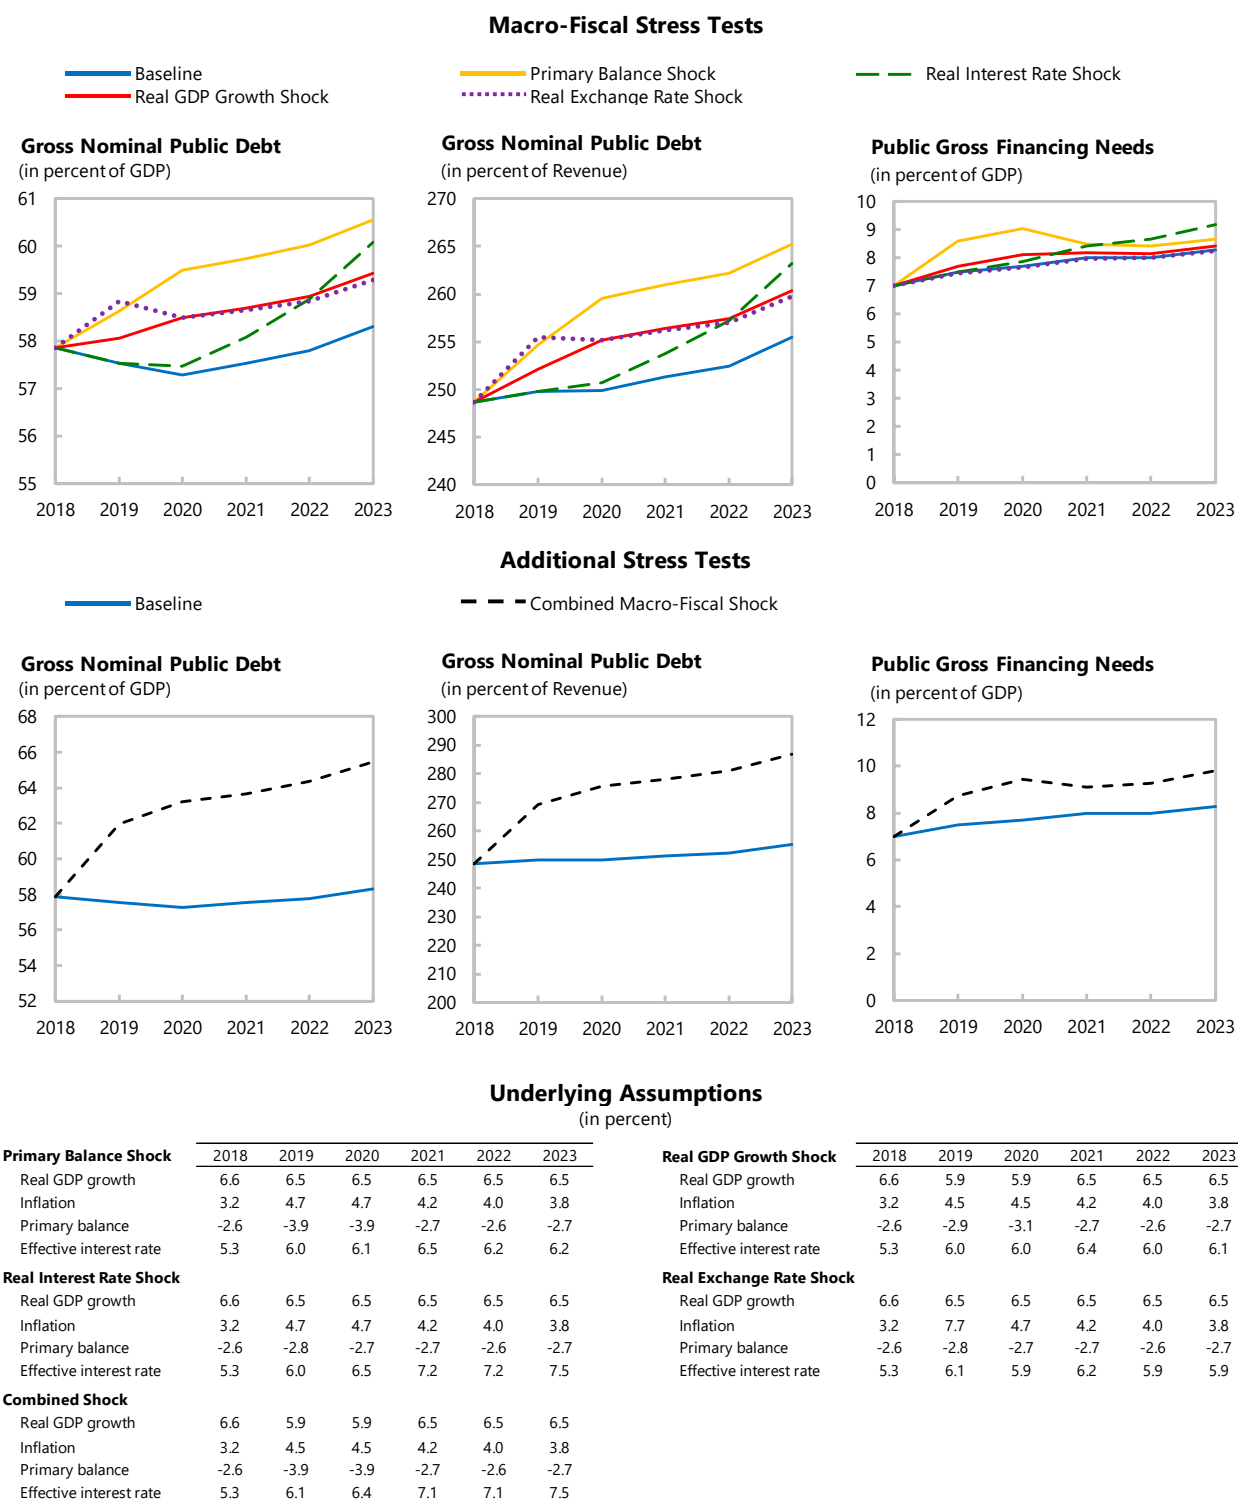 Macro-Fiscal Stress Tests
Baseline
Primary Balance Shock
Real Interest Rate Shock
Real GDP Growth Shock
Real Exchange Rate Shock
Gross Nominal Public Debt
(in percent of GDP)
61
60
59
58
57
56
55
2018 2019 2020 2021 2022 2023
Gross Nominal Public Debt
(in percent of Revenue)
270
265
260
255
250
245
240
2018 2019 2020 2021 2022 2023
Public Gross Financing Needs
(in percent of GDP)
10
9
8
7
6
5
4
3
2
1
0
2018 2019 2020 2021 2022 2023
Additional Stress Tests
Baseline
Combined Macro-Fiscal Shock
Gross Nominal Public Debt
(in percent of GDP)
68
66
64
62
60
58
56
54
52
2018 2019 2020 2021 2022 2023
Gross Nominal Public Debt
(in percent of Revenue)
300
290
280
270
260
250
240
230
220
210
200
2018 2019 2020 2021 2022 2023
Public Gross Financing Needs
(in percent of GDP)
12
10
8
6
4
2
0
2018 2019 2020 2021 2022 2023
Underlying Assumptions
(in percent)
Primary Balance Shock 2018 2019 2020 2021 2022 2023
Real GDP growth 6.6 6.5 6.5 6.5 6.5 6.5
Inflation 3.2 4.7 4.7 4.2 4.0 3.8
Primary balance -2.6 -3.9 -3.9 -2.7 -2.6 -2.7
Effective interest rate 5.3 6.0 6.1 6.5 6.2 6.2
Real Interest Rate Shock
Real GDP growth 6.6 6.5 6.5 6.5 6.5 6.5
Inflation 3.2 4.7 4.7 4.2 4.0 3.8
Primary balance -2.6 -2.8 -2.7 -2.7 -2.6 -2.7
Effective interest rate 5.3 6.0 6.5 7.2 7.2 7.5
Combined Shock
Real GDP growth 6.6 5.9 5.9 6.5 6.5 6.5
Inflation 3.2 4.5 4.5 4.2 4.0 3.8
Primary balance -2.6 -3.9 -3.9 -2.7 -2.6 -2.7
Effective interest rate 5.3 6.1 6.4 7.1 7.1 7.5
Real GDP Growth Shock 2018 2019 2020 2021 2022 2023
Real GDP growth 6.6 5.9 5.9 6.5 6.5 6.5
Inflation 3.2 4.5 4.5 4.2 4.0 3.8
Primary balance -2.6 -2.9 -3.1 -2.7 -2.6 -2.7
Effective interest rate 5.3 6.0 6.0 6.4 6.0 6.1
Real Exchange Rate Shock
Real GDP growth 6.6 6.5 6.5 6.5 6.5 6.5
Inflation 3.2 7.7 4.7 4.2 4.0 3.8
Primary balance -2.6 -2.8 -2.7 -2.7 -2.6 -2.7
Effective interest rate 5.3 6.1 5.9 6.2 5.9 5.9